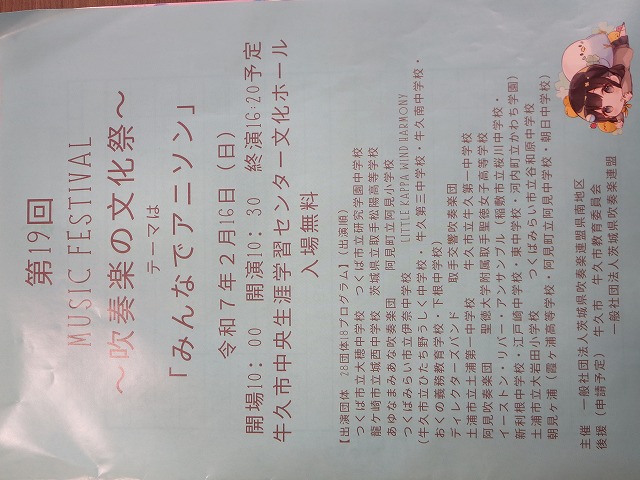 第19回
MUSIC FESTIVAL
～吹奏楽の文化祭～
テーマは
「みんなでアニソン」
令和7年2月16日（日）
開場10：00　開演10：30　終演16:20予定
牛久市中央生涯学習センター文化ホール
入場無料
【出演団体　28団体18プログラム】（出演順）
つくば市立大穂中学校　つくば市立研究学園中学校
龍ケ崎市立城西中学校　茨城県立取手松陽高等学校
あゆなまみあな吹奏楽団　阿見町立阿見小学校
つくばみらい市立伊奈中学校　LITTLE KAPPA WIND HARMONY
（牛久市立ひたち野うしく中学校・牛久第三中学校・牛久南中学校・
おくの義務教育学校・下根中学校）
ディレクターズバンド　取手交響吹奏楽団
土浦市立土浦第一中学校　牛久市立牛久第一中学校
阿見吹奏楽団　聖徳大学附属取手聖徳女子高等学校
イーストン・リバー・アンサンブル（稲敷市立桜川中学校・
新利根中学校・江戸崎中学校・東中学校・河内町立かわち学園）
土浦市立大岩田小学校　つくばみらい市立谷和原中学校
朝見ヶ浦（霞ヶ浦高等学校・阿見町立阿見中学校・朝日中学校）
主催　一般社団法人茨城県吹奏楽連盟県南地区
後援（申請予定）牛久市　牛久市教育委員会
一般社団法人茨城県吹奏楽連盟